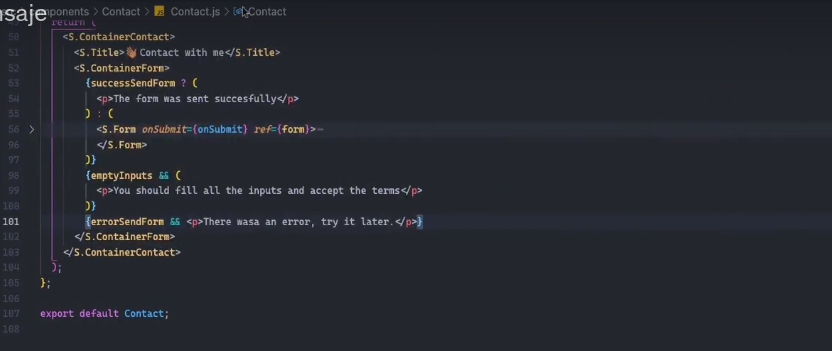 nsaje
mponents > Contact > JS Contact.js > Contact
return (
50 <S.ContainerContact>
51 <S.Title>👋🏽Contact with me</S.Title>
52 <S.ContainerForm>
53 {successSendForm ? (
54 <p>The form was sent succesfully</p>
55 ) : (
56 <S.Form onSubmit={onSubmit} ref={form}>⋯
96 </S.Form>
97 )}
98 {emptyInputs && (
99 <p>You should fill all the inputs and accept the terms</p>
100 )}
101 {errorSendForm && <p>There wasa an error, try it later.</p>}
102 </S.ContainerForm>
103 </S.ContainerContact>
104 );
105 };
106
107 export default Contact;
108